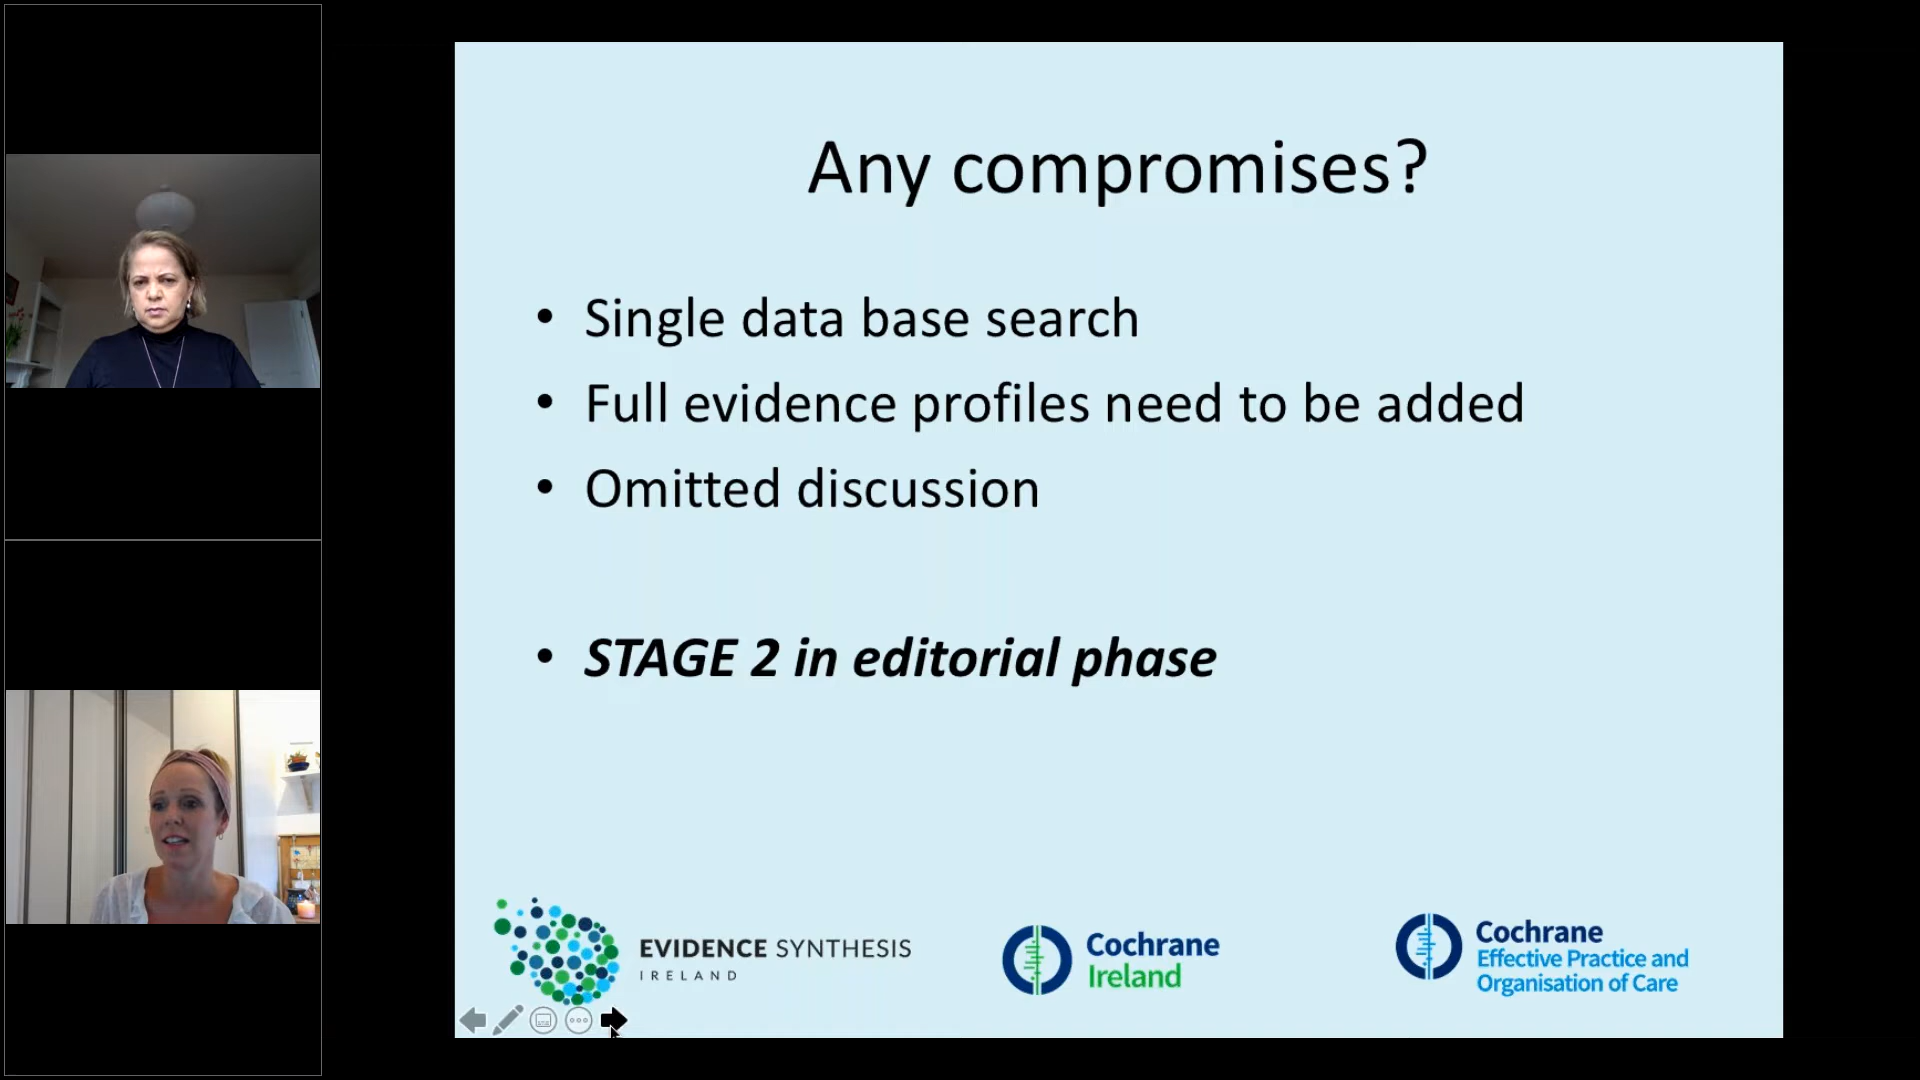 Any compromises?
• Single data base search
• Full evidence profiles need to be added
• Omitted discussion
• STAGE 2 in editorial phase
EVIDENCE SYNTHESIS
IRELAND
Cochrane
Ireland
Cochrane
Effective Practice and
Organisation of Care